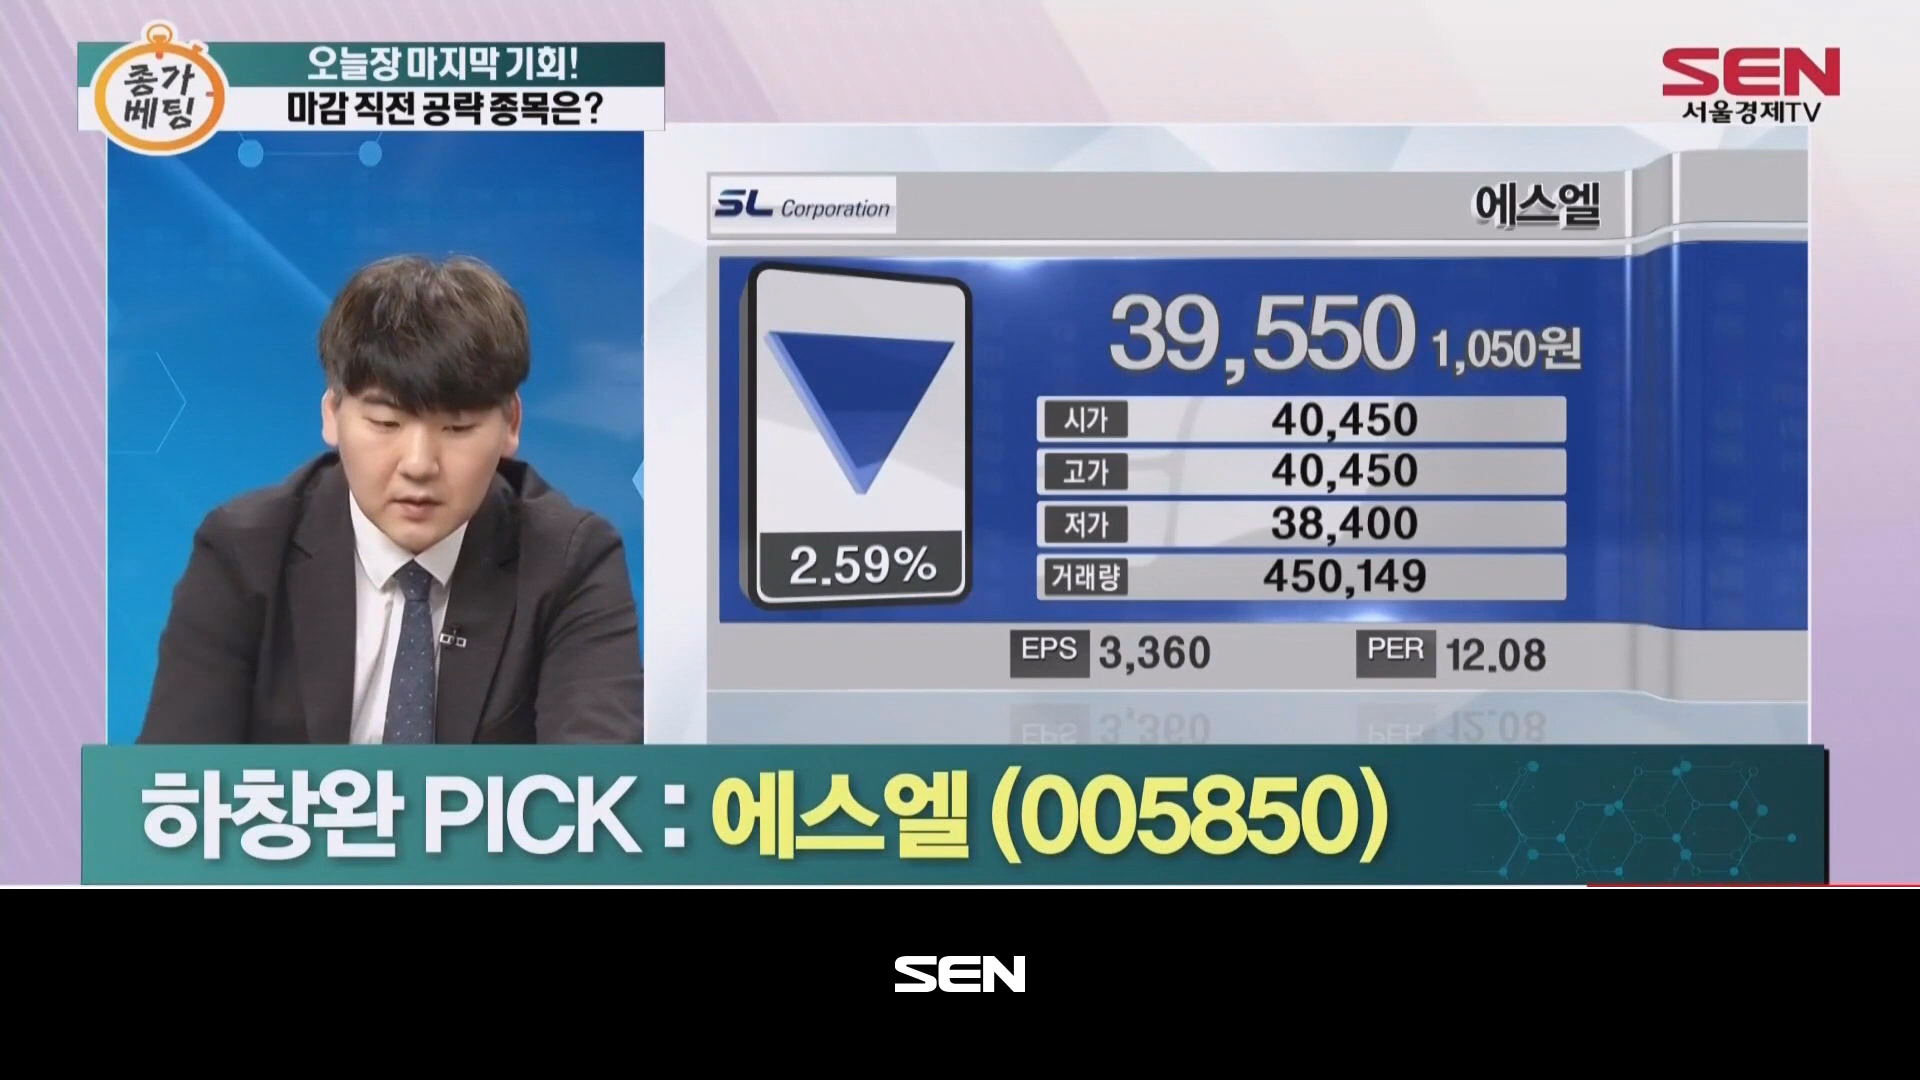 종가
베팅
오늘장 마지막 기회!
마감 직전 공략 종목은?
SEN
서울경제TV
SL Corporation
에스엘
39,550 1,050원
2.59%
시가 40,450
고가 40,450
저가 38,400
거래량 450,149
EPS 3,360 PER 12.08
하창완 PICK : 에스엘 (005850)
SEN